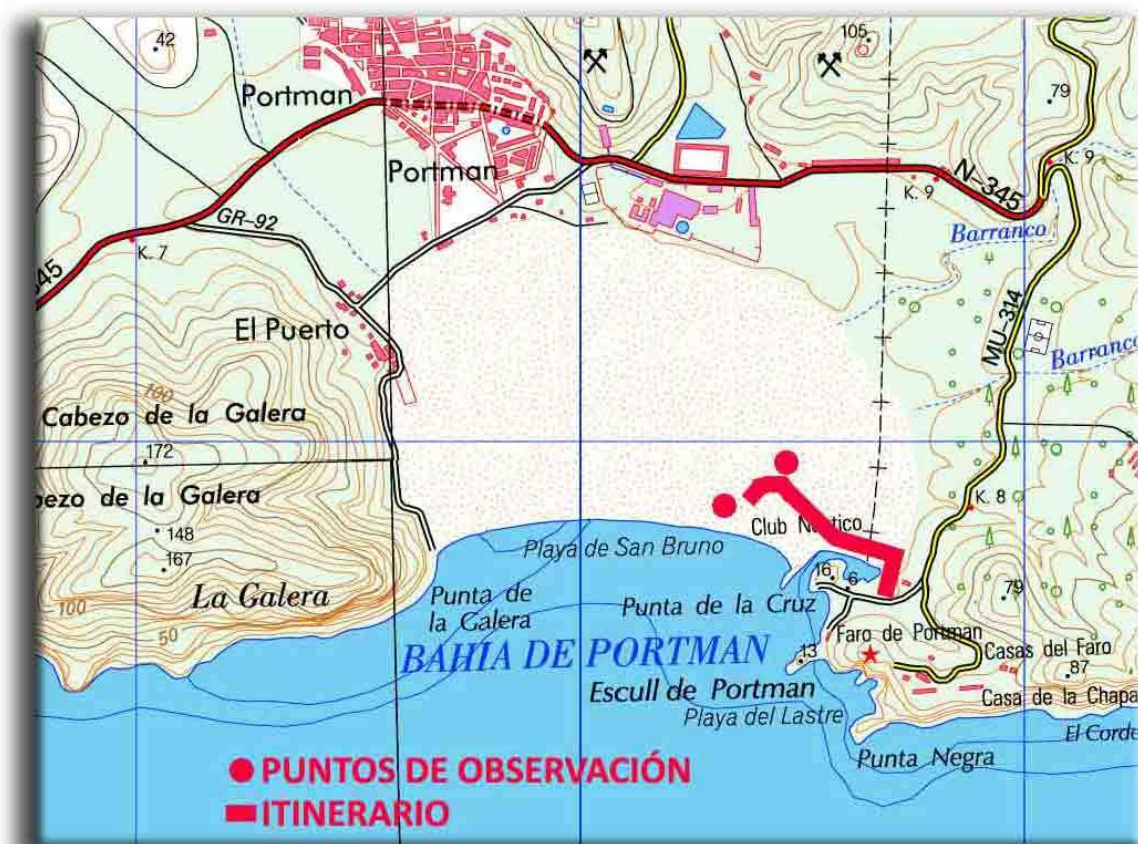 42
105
Portman
79
Portman
K. 9
K. 9
N-345
GR-92
Barranco
K. 7
345
El Puerto
MU-314
Barranco
100
Cabezo de la Galera
172
bezo de la Galera
K. 8
148
Club Náutico
Playa de San Bruno
167
16
6
79
La Galera
Punta de
la Galera
Punta de la Cruz
100
50
Faro de Portman
BAHÍA DE PORTMAN
13
Casas del Faro
87
Escull de Portman
Casa de la Chapa
Playa del Lastre
El Corde
Punta Negra
PUNTOS DE OBSERVACIÓN
ITINERARIO